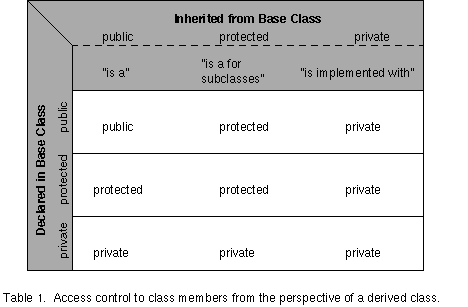 Inherited from Base Class
public protected private
"is a" "is a for subclasses" "is implemented with"
Declared in Base Class
public public protected private
protected protected protected private
private private private private
Table 1. Access control to class members from the perspective of a derived class.